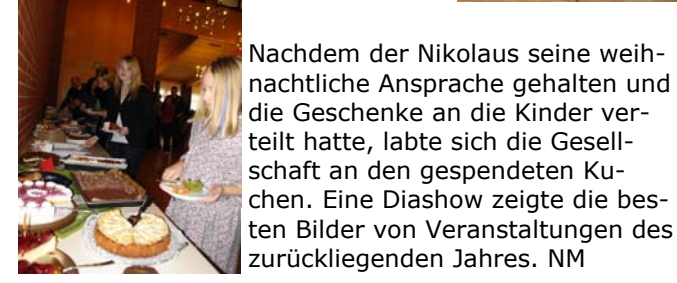 Nachdem der Nikolaus seine weih-
nachtliche Ansprache gehalten und
die Geschenke an die Kinder ver-
teilt hatte, labte sich die Gesell-
schaft an den gespendeten Ku-
chen. Eine Diashow zeigte die bes-
ten Bilder von Veranstaltungen des
zurückliegenden Jahres. NM